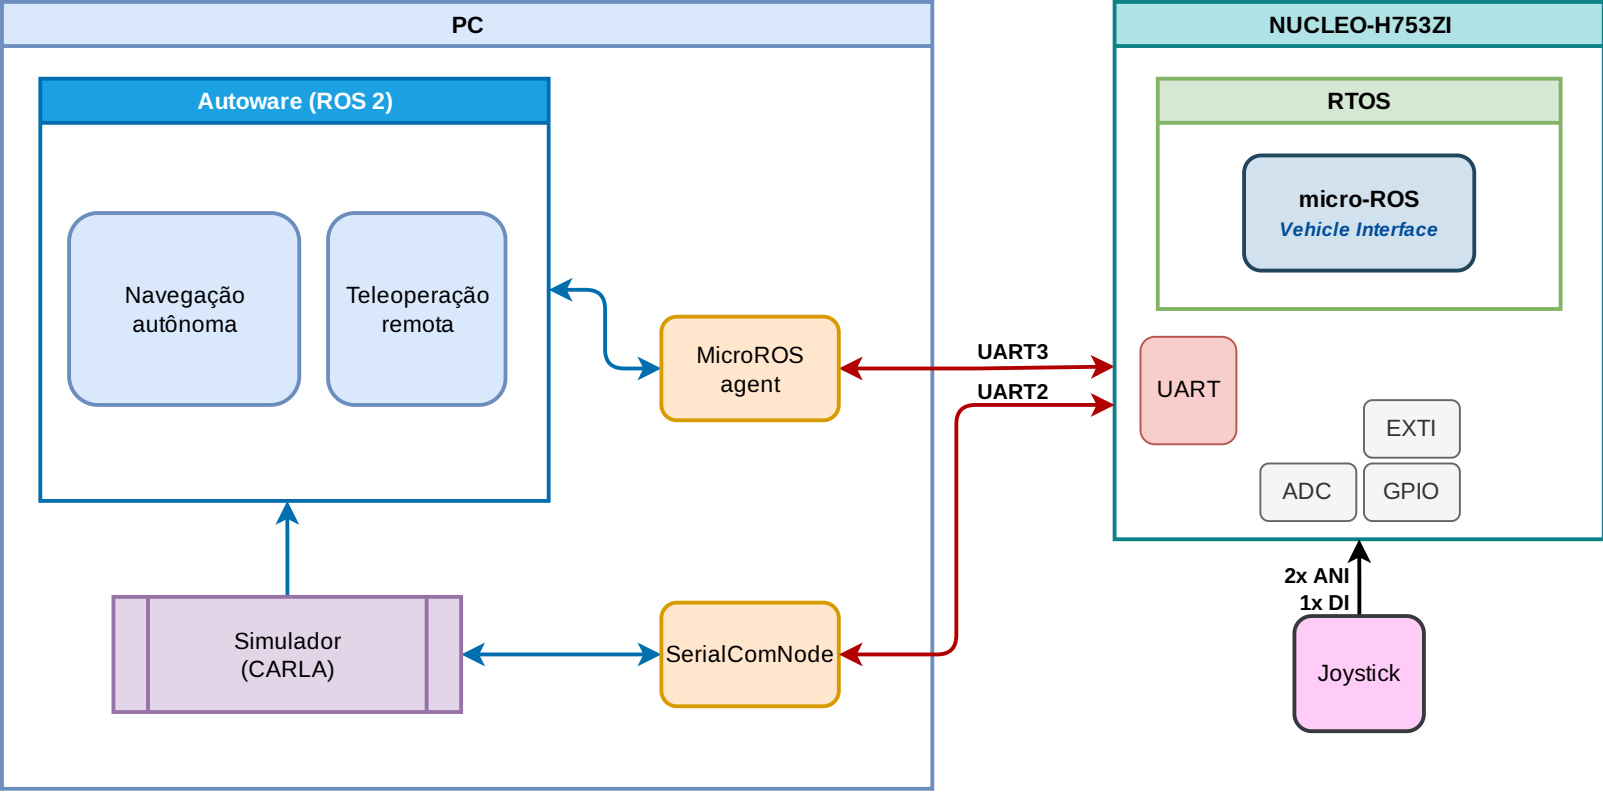 PC
Autoware (ROS 2)
Navegação
autônoma
Teleoperação
remota
MicroROS
agent
Simulador
(CARLA)
SerialComNode
UART3
UART2
NUCLEO-H753ZI
RTOS
micro-ROS
Vehicle Interface
UART
EXTI
ADC
GPIO
2x ANI
1x DI
Joystick